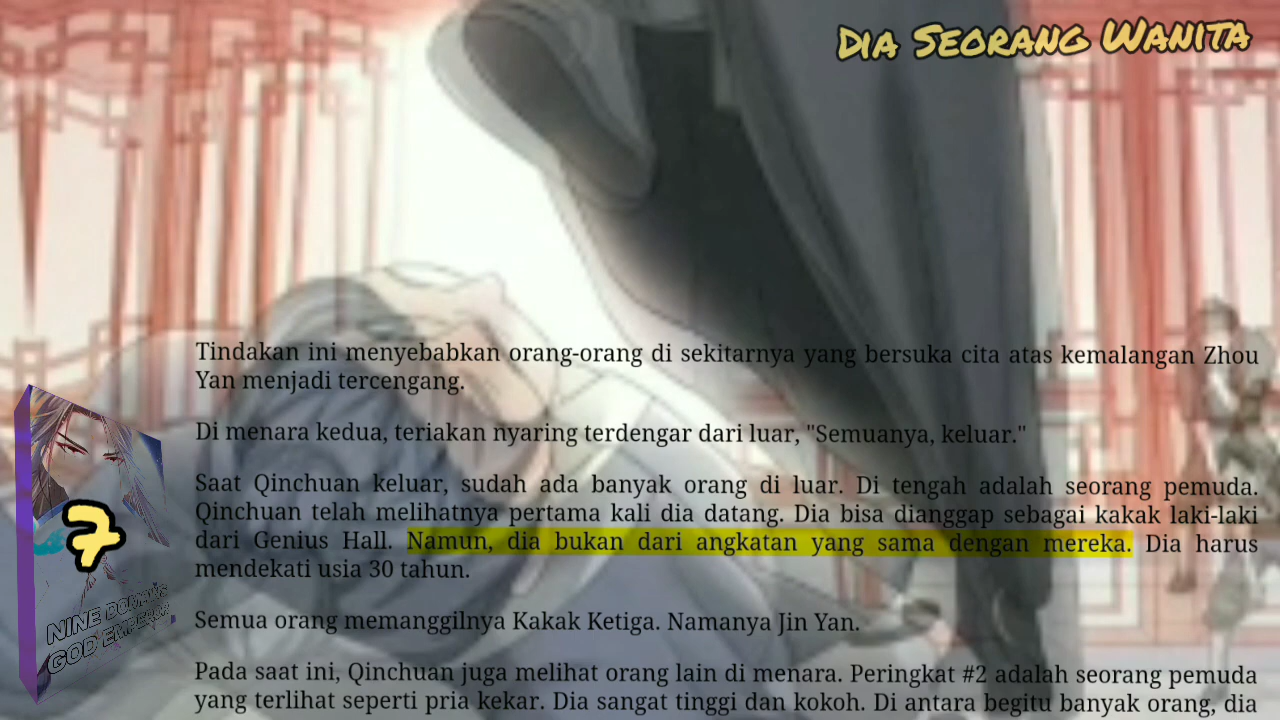 Dia Seorang Wanita
Tindakan ini menyebabkan orang-orang di sekitarnya yang bersuka cita atas kemalangan Zhou
Yan menjadi tercengang.
Di menara kedua, teriakan nyaring terdengar dari luar, "Semuanya, keluar."
Saat Qinchuan keluar, sudah ada banyak orang di luar. Di tengah adalah seorang pemuda.
Qinchuan telah melihatnya pertama kali dia datang. Dia bisa dianggap sebagai kakak laki-laki
dari Genius Hall. Namun, dia bukan dari angkatan yang sama dengan mereka. Dia harus
mendekati usia 30 tahun.
Semua orang memanggilnya Kakak Ketiga. Namanya Jin Yan.
Pada saat ini, Qinchuan juga melihat orang lain di menara. Peringkat #2 adalah seorang pemuda
yang terlihat seperti pria kekar. Dia sangat tinggi dan kokoh. Di antara begitu banyak orang, dia
7
NINE DOMAINS
GOD EMPEROR